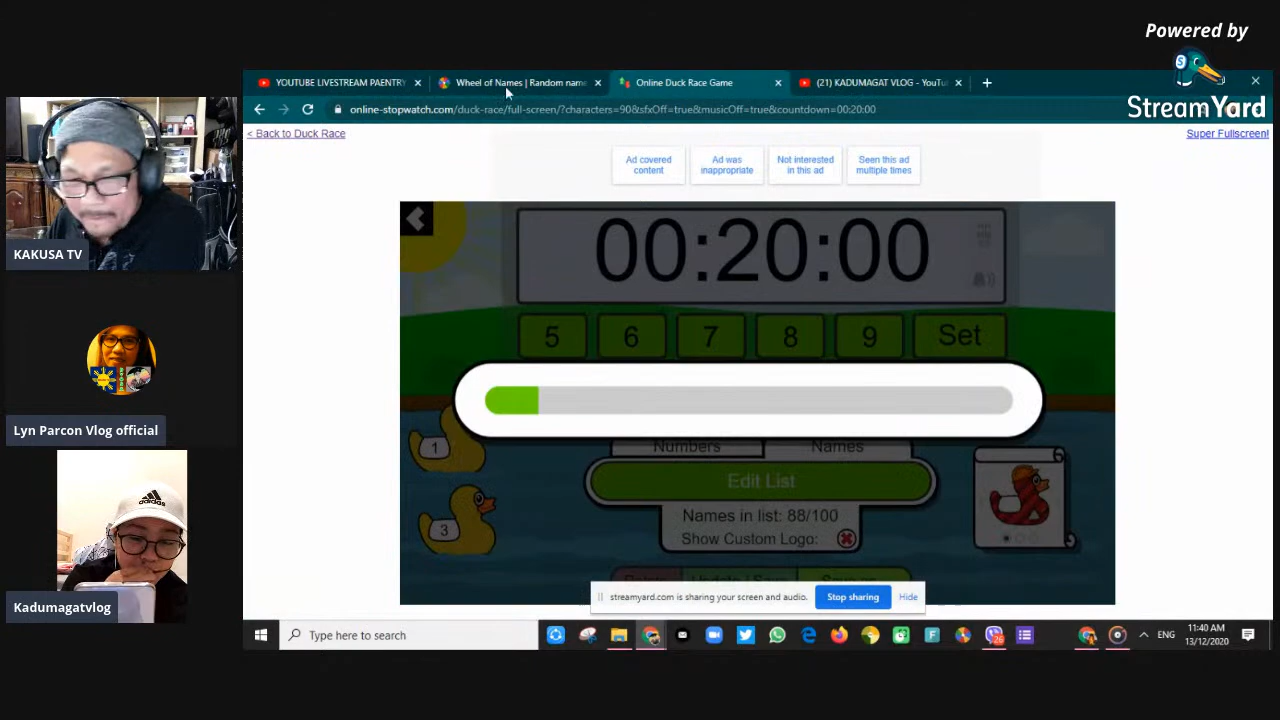 Powered by
StreamYard
YOUTUBE LIVESTREAM PAENTRY
Wheel of Names | Random name
Online Duck Race Game
(21) KADUMAGAT VLOG - YouTu
online-stopwatch.com/duck-race/full-screen/?characters=90&sfxOff=true&musicOff=true&countdown=00:20:00
< Back to Duck Race
Super Fullscreen!
Ad covered content
Ad was inappropriate
Not interested in this ad
Seen this ad multiple times
00:20:00
5 6 7 8 9 Set
1
Numbers Names
Edit List
3
Names in list: 88/100
Show Custom Logo:
streamyard.com is sharing your screen and audio.
Stop sharing
Hide
KAKUSA TV
Lyn Parcon Vlog official
adidas
Kadumagatvlog
Type here to search
26
ENG
11:40 AM
13/12/2020